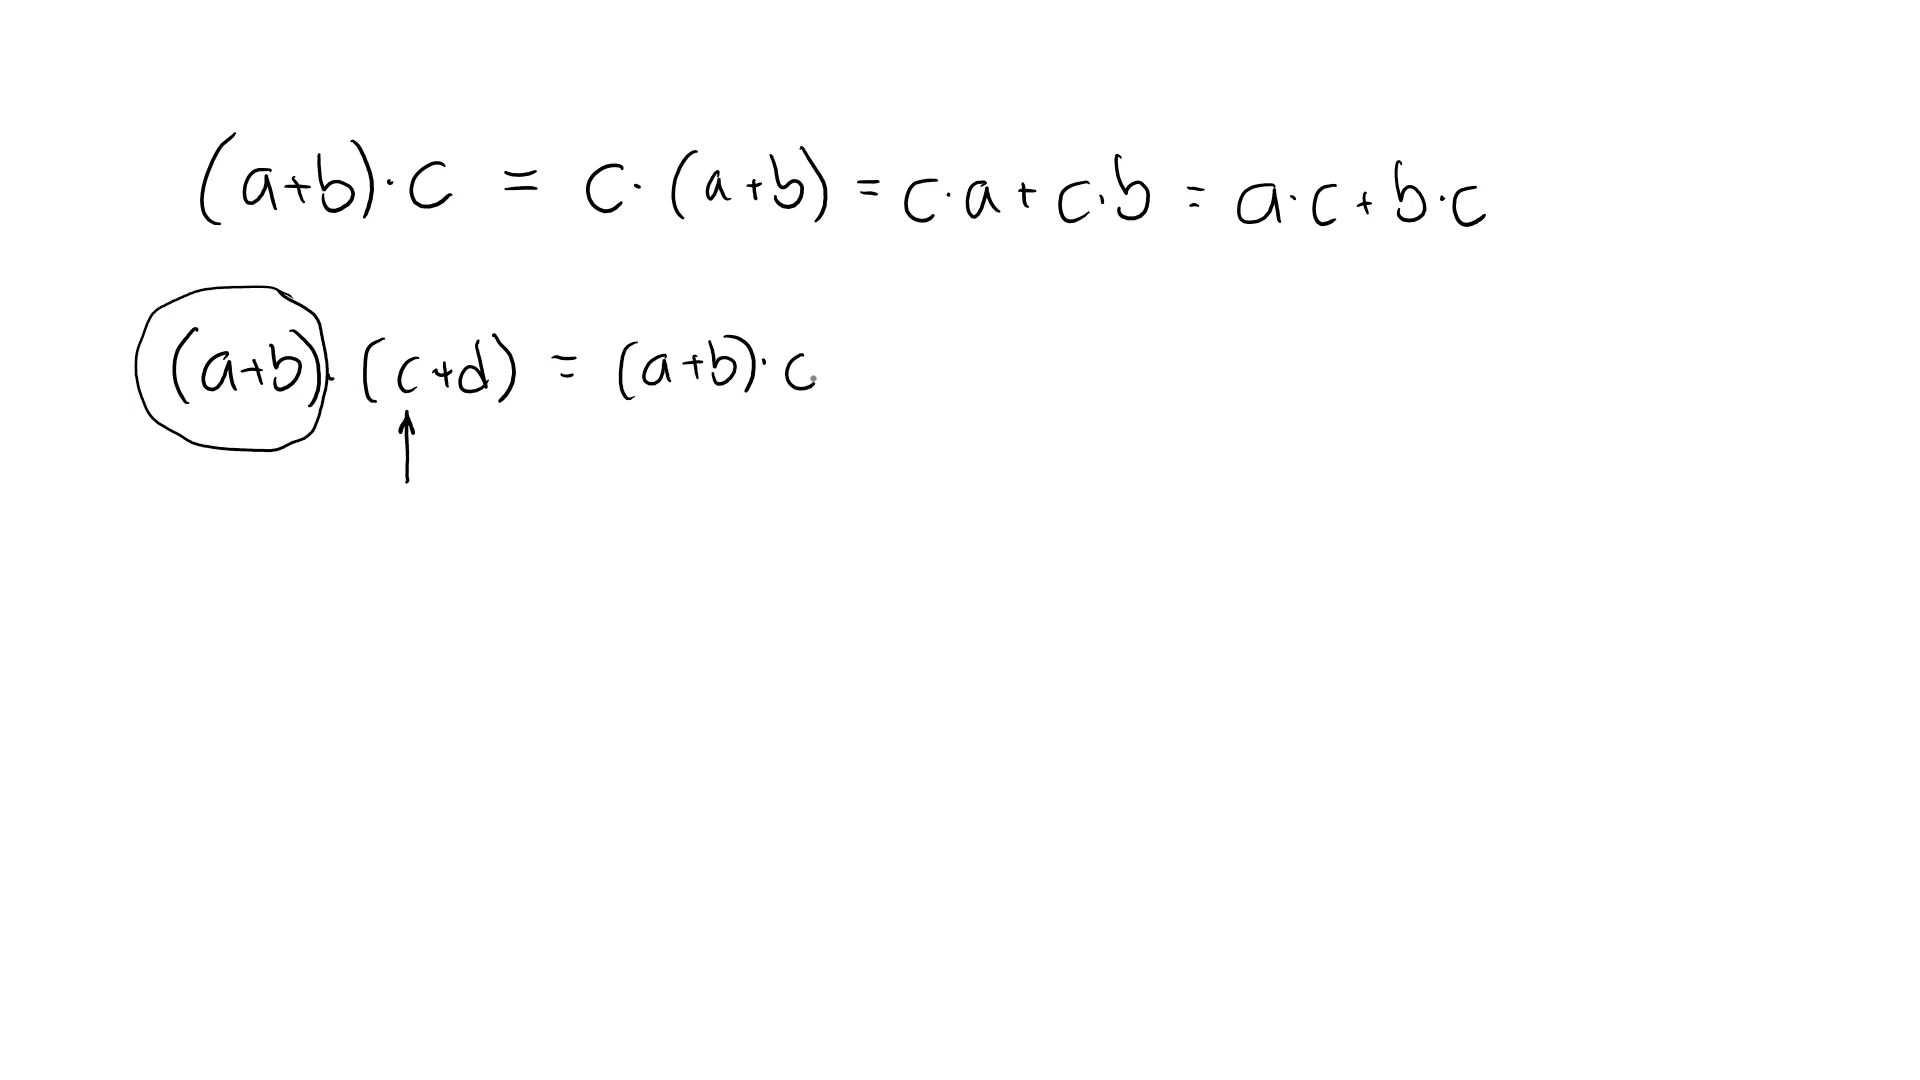 (a+b)·c = c·(a+b) = c·a + c·b = a·c + b·c
(a+b)·(c+d) = (a+b)·c